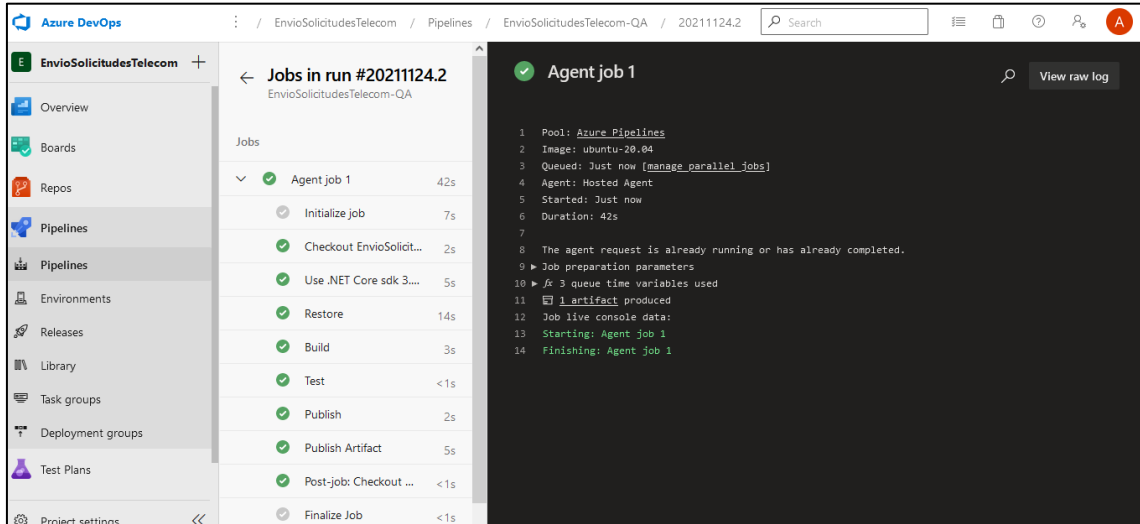 Azure DevOps
/ EnvioSolicitudesTelecom / Pipelines / EnvioSolicitudesTelecom-QA / 20211124.2
Search
A
E EnvioSolicitudesTelecom +
Overview
Boards
Repos
Pipelines
Pipelines
Environments
Releases
Library
Task groups
Deployment groups
Test Plans
Project settings
Jobs in run #20211124.2
EnvioSolicitudesTelecom-QA
Jobs
Agent job 1 42s
Initialize job 7s
Checkout EnvioSolicit... 2s
Use .NET Core sdk 3.... 5s
Restore 14s
Build 3s
Test <1s
Publish 2s
Publish Artifact 5s
Post-job: Checkout ... <1s
Finalize Job <1s
Agent job 1
View raw log
1 Pool: Azure Pipelines
2 Image: ubuntu-20.04
3 Queued: Just now [manage parallel jobs]
4 Agent: Hosted Agent
5 Started: Just now
6 Duration: 42s
7
8 The agent request is already running or has already completed.
9 Job preparation parameters
10 fx 3 queue time variables used
11 1 artifact produced
12 Job live console data:
13 Starting: Agent job 1
14 Finishing: Agent job 1